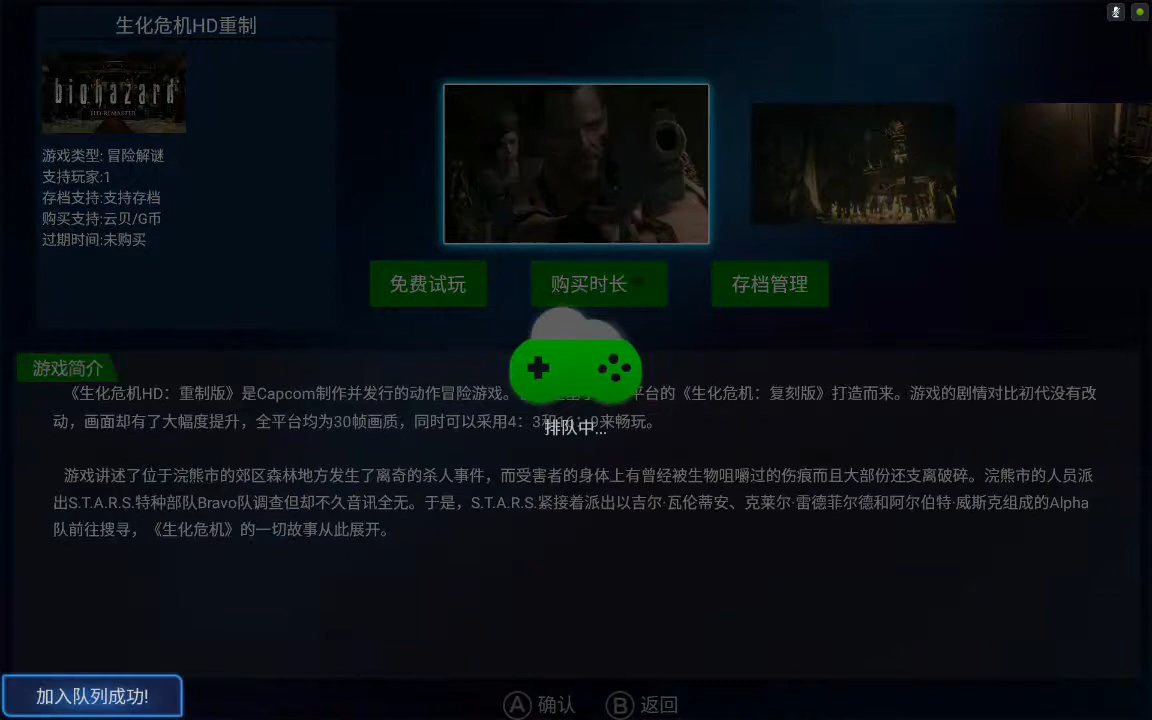 生化危机HD重制
biohazard
HD REMASTER
游戏类型: 冒险解谜
支持玩家:1
存档支持:支持存档
购买支持:云贝/G币
过期时间:未购买
免费试玩
购买时长
存档管理
游戏简介
《生化危机HD：重制版》是Capcom制作并发行的动作冒险游戏。 平台的《生化危机：复刻版》打造而来。游戏的剧情对比初代没有改
动，画面却有了大幅度提升，全平台均为30帧画质，同时可以采用4：3和16：9来畅玩。
排队中...
游戏讲述了位于浣熊市的郊区森林地方发生了离奇的杀人事件，而受害者的身体上有曾经被生物咀嚼过的伤痕而且大部份还支离破碎。浣熊市的人员派
出S.T.A.R.S.特种部队Bravo队调查但却不久音讯全无。于是，S.T.A.R.S.紧接着派出以吉尔·瓦伦蒂安、克莱尔·雷德菲尔德和阿尔伯特·威斯克组成的Alpha
队前往搜寻，《生化危机》的一切故事从此展开。
加入队列成功!
A 确认
B 返回